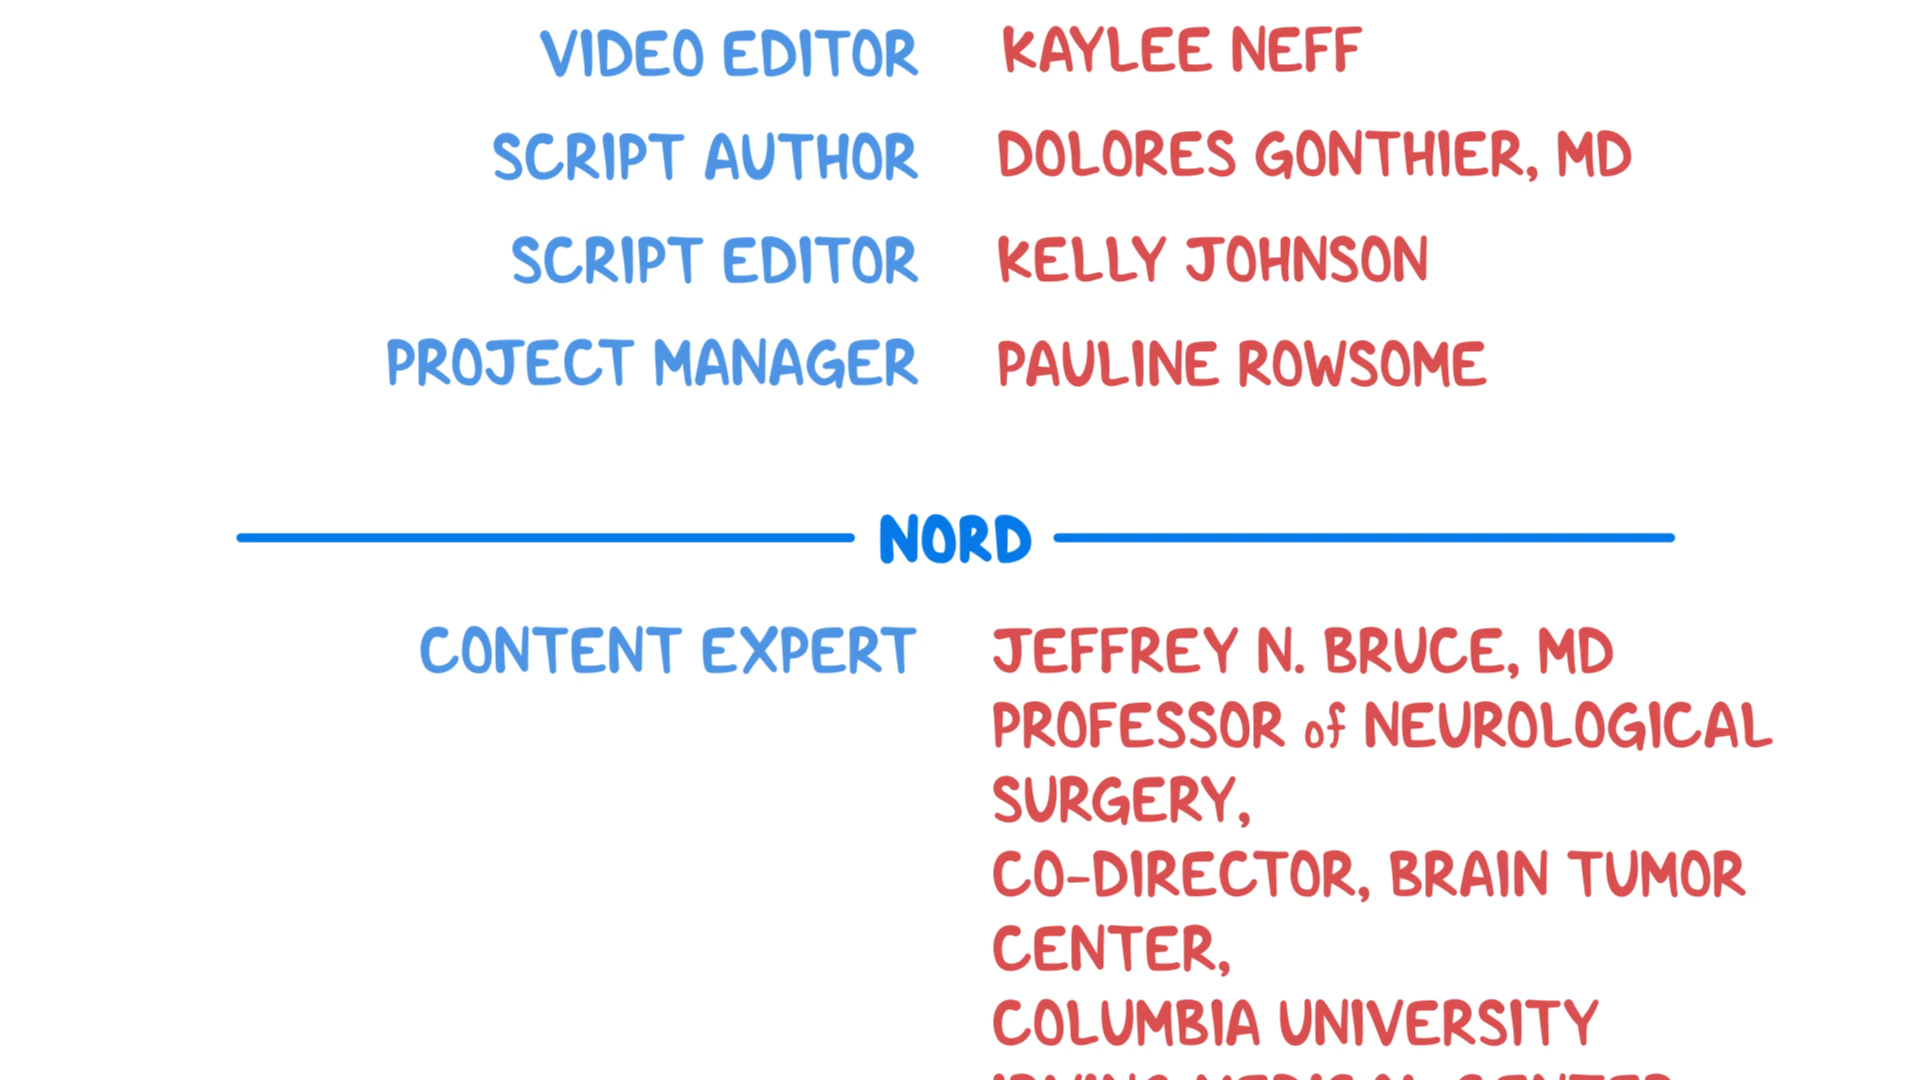 VIDEO EDITOR KAYLEE NEFF
SCRIPT AUTHOR DOLORES GONTHIER, MD
SCRIPT EDITOR KELLY JOHNSON
PROJECT MANAGER PAULINE ROWSOME
NORD
CONTENT EXPERT JEFFREY N. BRUCE, MD
PROFESSOR of NEUROLOGICAL
SURGERY,
CO-DIRECTOR, BRAIN TUMOR
CENTER,
COLUMBIA UNIVERSITY